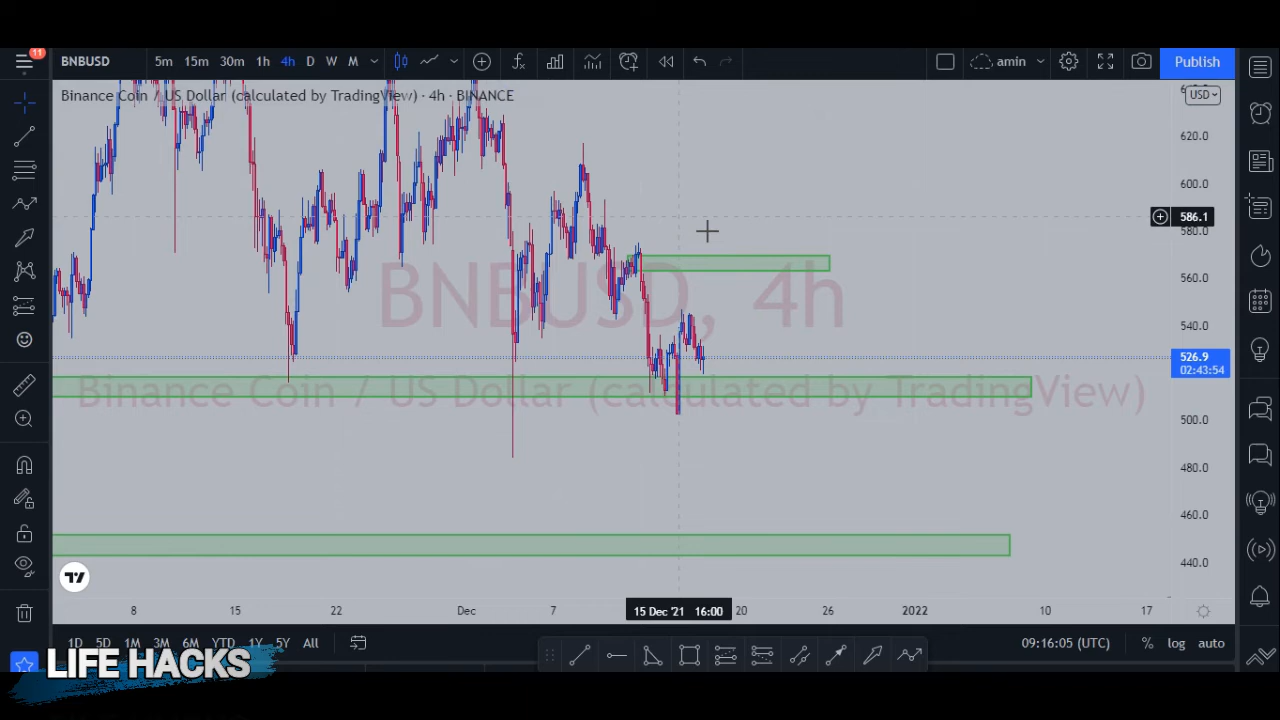 11
BNBUSD 5m 15m 30m 1h 4h D W M
amin
Publish
Binance Coin / US Dollar (calculated by TradingView) · 4h · BINANCE
USD
620.0
600.0
586.1
580.0
560.0
540.0
526.9
02:43:54
500.0
480.0
460.0
440.0
BNBUSD, 4h
Binance Coin / US Dollar (calculated by TradingView)
8 15 22 Dec 7 15 Dec '21 16:00 20 26 2022 10 17
1D 5D 1M 3M 6M YTD 1Y 5Y All
09:16:05 (UTC) % log auto
LIFE HACKS